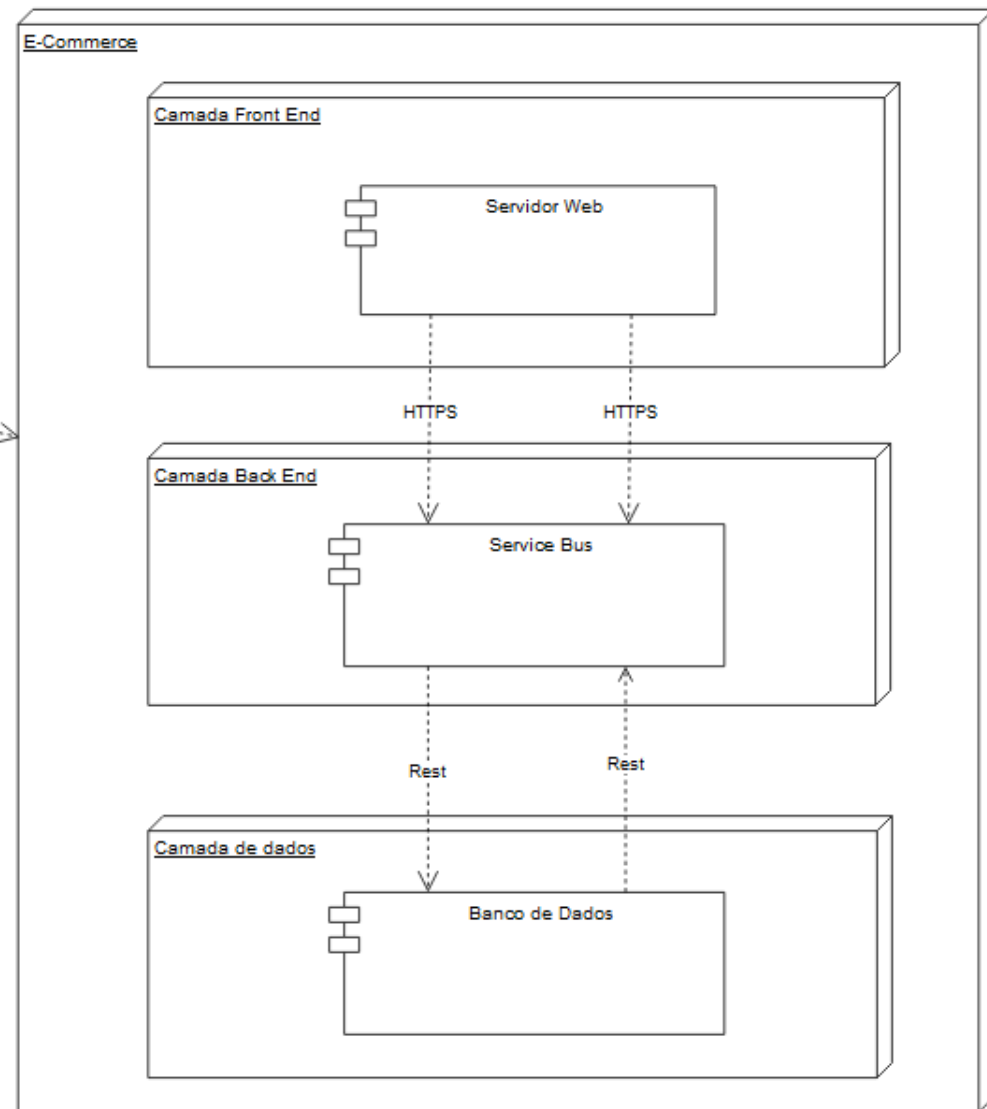 E-Commerce
Camada Front End
Servidor Web
HTTPS
HTTPS
Camada Back End
Service Bus
Rest
Rest
Camada de dados
Banco de Dados